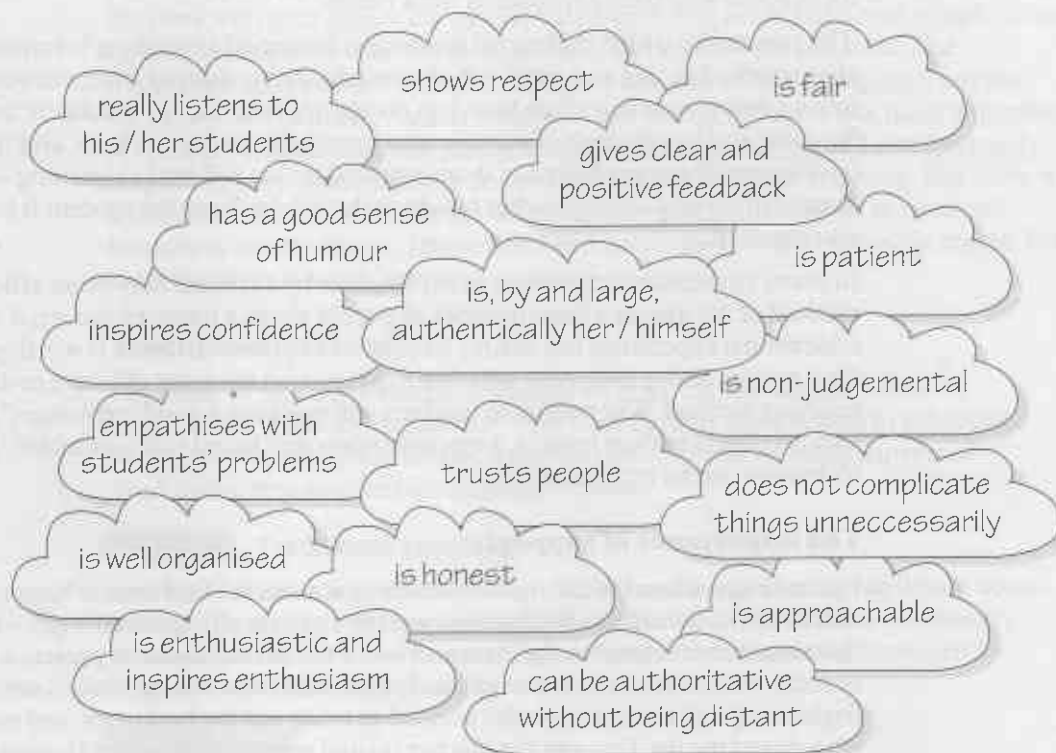 shows respect
is fair
really listens to
his / her students
gives clear and
positive feedback
has a good sense
of humour
is patient
is, by and large,
authentically her / himself
inspires confidence
is non-judgemental
empathises with
students' problems
trusts people
does not complicate
things unneccessarily
is well organised
is honest
is approachable
is enthusiastic and
inspires enthusiasm
can be authoritative
without being distant